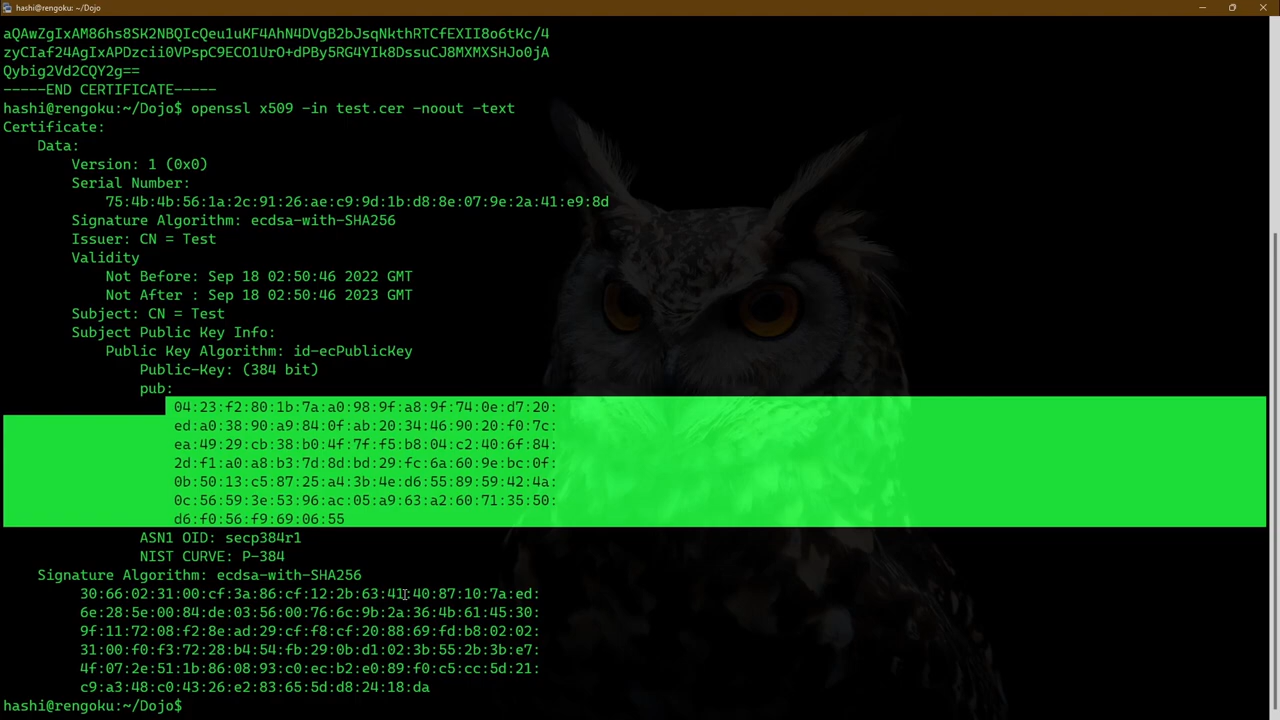 hashi@rengoku: ~/Dojo
aQAwZgIxAM86hs8SK2NBQIcQeu1uKF4AhN4DVgB2bJsqNkthRTCfEXII8o6tKc/4
zyCIaf24AgIxAPDzcii0VPspC9ECO1UrO+dPBy5RG4YIk8DssuCJ8MXMXSHJo0jA
Qybig2Vd2CQY2g==
-----END CERTIFICATE-----
hashi@rengoku:~/Dojo$ openssl x509 -in test.cer -noout -text
Certificate:
Data:
Version: 1 (0x0)
Serial Number:
75:4b:4b:56:1a:2c:91:26:ae:c9:9d:1b:d8:8e:07:9e:2a:41:e9:8d
Signature Algorithm: ecdsa-with-SHA256
Issuer: CN = Test
Validity
Not Before: Sep 18 02:50:46 2022 GMT
Not After : Sep 18 02:50:46 2023 GMT
Subject: CN = Test
Subject Public Key Info:
Public Key Algorithm: id-ecPublicKey
Public-Key: (384 bit)
pub:
04:23:f2:80:1b:7a:a0:98:9f:a8:9f:74:0e:d7:20:
ed:a0:38:90:a9:84:0f:ab:20:34:46:90:20:f0:7c:
ea:49:29:cb:38:b0:4f:7f:f5:b8:04:c2:40:6f:84:
2d:f1:a0:a8:b3:7d:8d:bd:29:fc:6a:60:9e:bc:0f:
0b:50:13:c5:87:25:a4:3b:4e:d6:55:89:59:42:4a:
0c:56:59:3e:53:96:ac:05:a9:63:a2:60:71:35:50:
d6:f0:56:f9:69:06:55
ASN1 OID: secp384r1
NIST CURVE: P-384
Signature Algorithm: ecdsa-with-SHA256
30:66:02:31:00:cf:3a:86:cf:12:2b:63:41:40:87:10:7a:ed:
6e:28:5e:00:84:de:03:56:00:76:6c:9b:2a:36:4b:61:45:30:
9f:11:72:08:f2:8e:ad:29:cf:f8:cf:20:88:69:fd:b8:02:02:
31:00:f0:f3:72:28:b4:54:fb:29:0b:d1:02:3b:55:2b:3b:e7:
4f:07:2e:51:1b:86:08:93:c0:ec:b2:e0:89:f0:c5:cc:5d:21:
c9:a3:48:c0:43:26:e2:83:65:5d:d8:24:18:da
hashi@rengoku:~/Dojo$